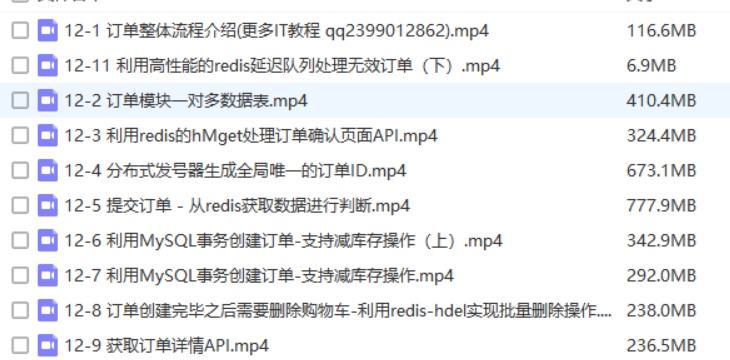 12-1 订单整体流程介绍(更多IT教程 qq2399012862).mp4 116.6MB
12-11 利用高性能的redis延迟队列处理无效订单（下）.mp4 6.9MB
12-2 订单模块一对多数据表.mp4 410.4MB
12-3 利用redis的hMget处理订单确认页面API.mp4 324.4MB
12-4 分布式发号器生成全局唯一的订单ID.mp4 673.1MB
12-5 提交订单 - 从redis获取数据进行判断.mp4 777.9MB
12-6 利用MySQL事务创建订单-支持减库存操作（上）.mp4 342.9MB
12-7 利用MySQL事务创建订单-支持减库存操作.mp4 292.0MB
12-8 订单创建完毕之后需要删除购物车-利用redis-hdel实现批量删除操作.... 238.0MB
12-9 获取订单详情API.mp4 236.5MB